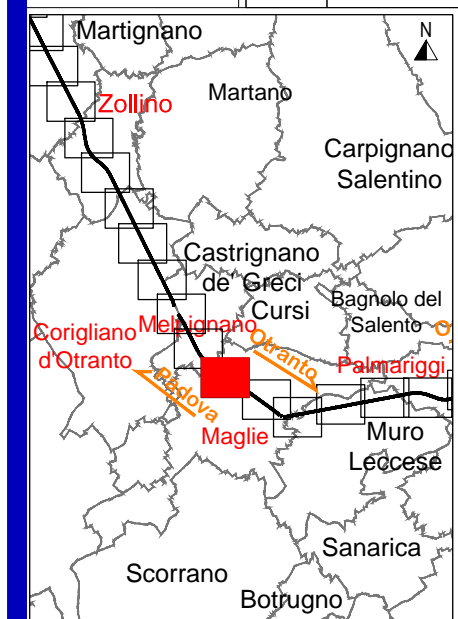 Martignano
N
Zollino
Martano
Carpignano
Salentino
Castrignano
de' Greci
Cursi
Bagnolo del
Salento
Melpignano
Corigliano
d'Otranto
Otranto
Palmariggi
Padova
Maglie
Muro
Leccese
Sanarica
Scorrano
Botrugno